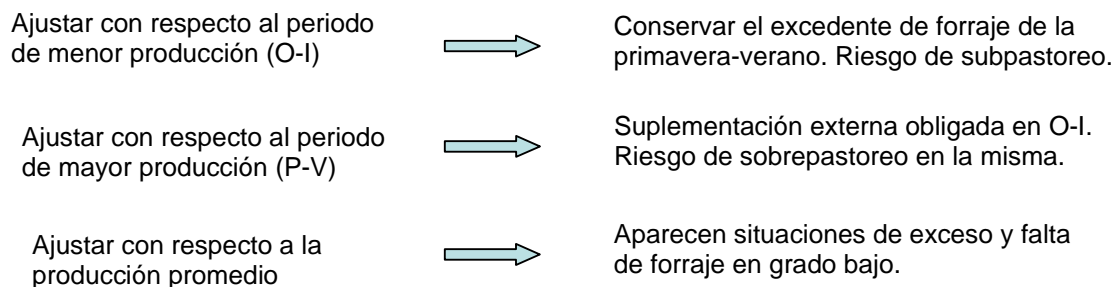 Ajustar con respecto al periodo
de menor producción (O-I)
Conservar el excedente de forraje de la
primavera-verano. Riesgo de subpastoreo.
Ajustar con respecto al periodo
de mayor producción (P-V)
Suplementación externa obligada en O-I.
Riesgo de sobrepastoreo en la misma.
Ajustar con respecto a la
producción promedio
Aparecen situaciones de exceso y falta
de forraje en grado bajo.